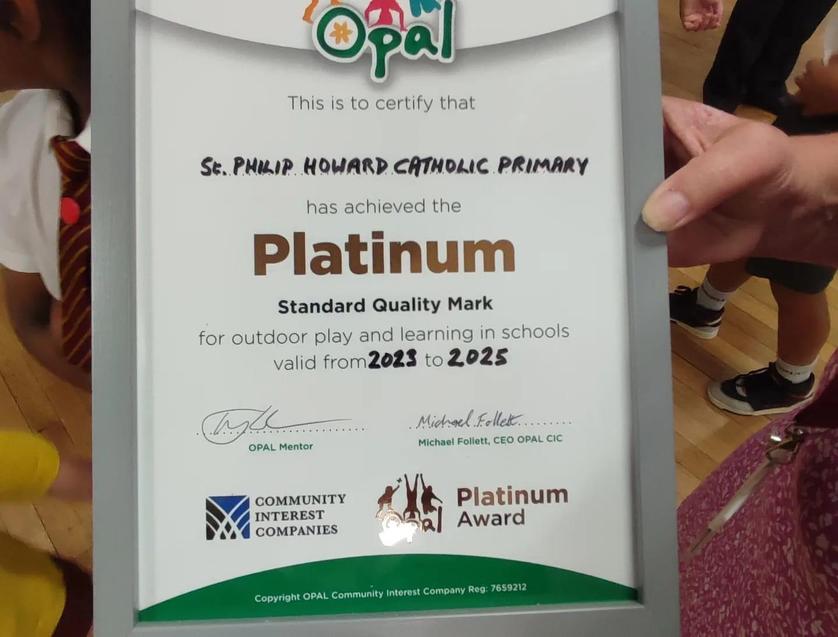 Opal
This is to certify that
St. PHILIP HOWARD CATHOLIC PRIMARY
has achieved the
Platinum
Standard Quality Mark
for outdoor play and learning in schools
valid from 2023 to 2025
Michael Follett
OPAL Mentor
Michael Follett, CEO OPAL CIC
COMMUNITY
INTEREST
COMPANIES
Opal
Platinum
Award
Copyright OPAL Community Interest Company Reg: 7659212